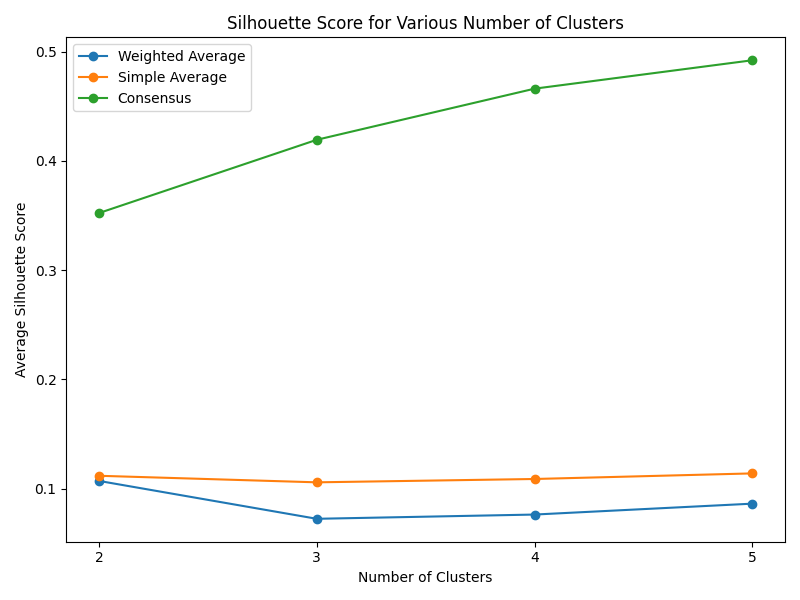 Silhouette Score for Various Number of Clusters
Weighted Average
Simple Average
Consensus
Average Silhouette Score
0.5
0.4
0.3
0.2
0.1
2 3 4 5
Number of Clusters